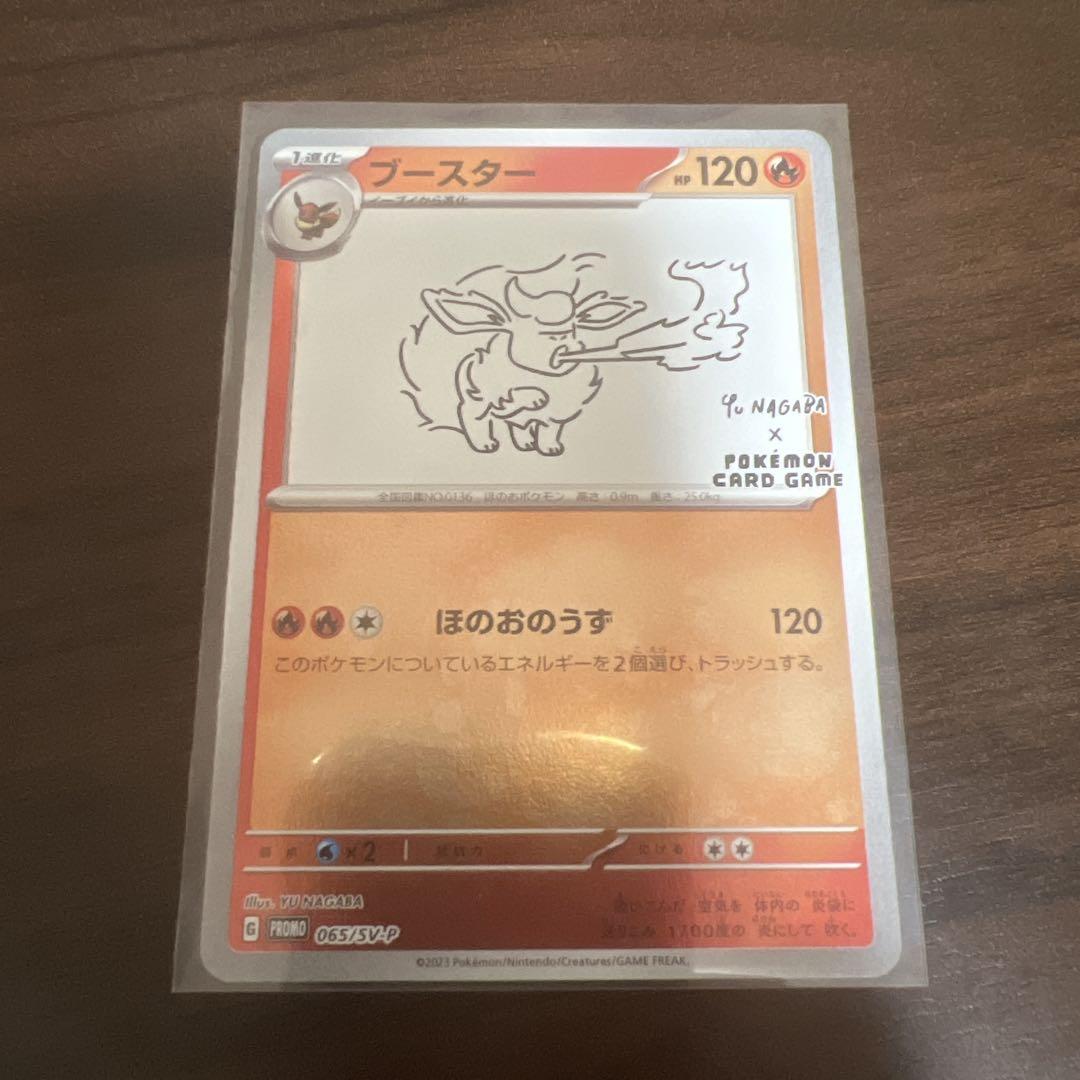 1進化
ブースター
HP 120
イーブイから進化
Yu NAGABA
×
POKÉMON
CARD GAME
全国図鑑NO.0136 ほのおポケモン 高さ:0.9m 重さ:25.0kg
ほのおのうず 120
このポケモンについているエネルギーを2個選び、トラッシュする。
弱点 ×2 抵抗力 にげる
Illus. YU NAGABA
吸いこんだ 空気を 体内の 炎袋に
送りこみ 1700度の 炎にして 吹く。
G PROMO 065/SV-P
©2023 Pokémon/Nintendo/Creatures/GAME FREAK.